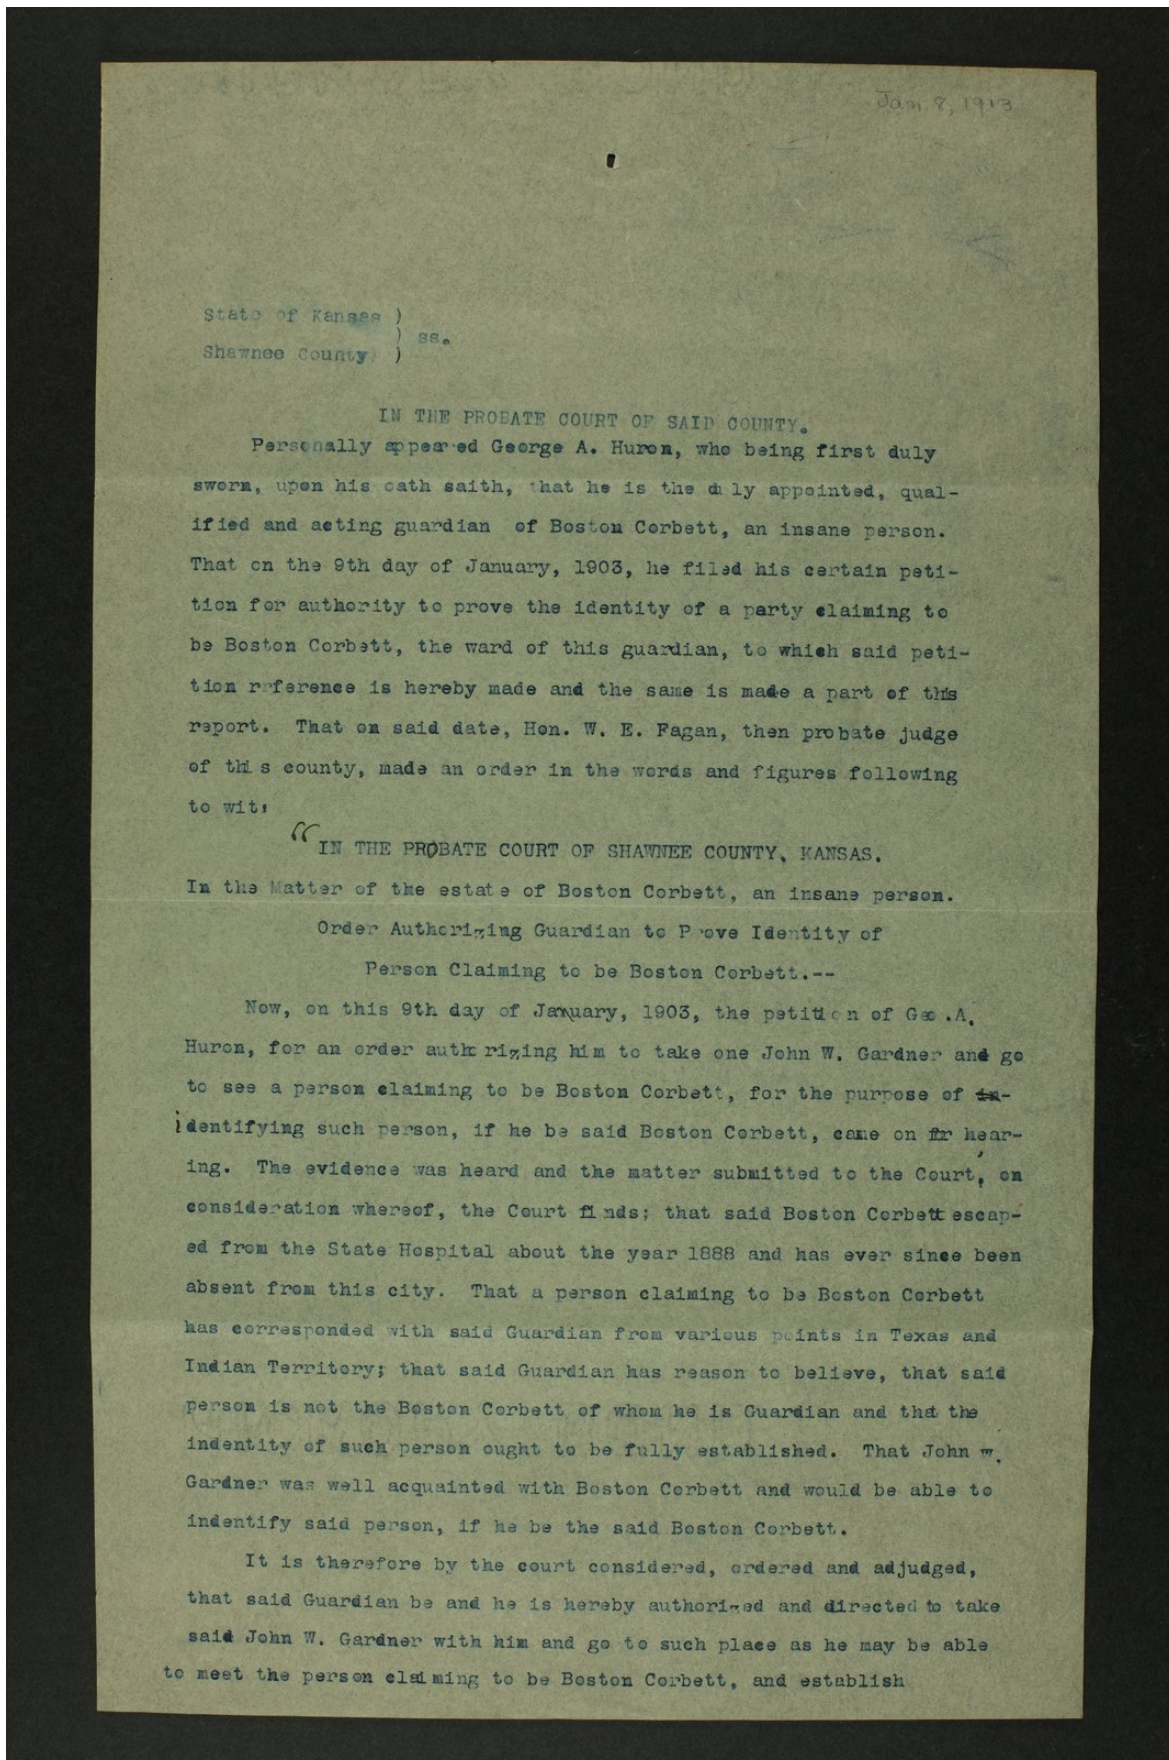 Jan. 8, 1913
State of Kansas )
) ss.
Shawnee County )
IN THE PROBATE COURT OF SAID COUNTY.
Personally appeared George A. Huron, who being first duly
sworn, upon his oath saith, that he is the duly appointed, qual-
ified and acting guardian of Boston Corbett, an insane person.
That on the 9th day of January, 1903, he filed his certain peti-
tion for authority to prove the identity of a party claiming to
be Boston Corbett, the ward of this guardian, to which said peti-
tion reference is hereby made and the same is made a part of this
report. That on said date, Hon. W. E. Fagan, then probate judge
of this county, made an order in the words and figures following
to wit:
“IN THE PROBATE COURT OF SHAWNEE COUNTY, KANSAS.
In the Matter of the estate of Boston Corbett, an insane person.
Order Authorizing Guardian to Prove Identity of
Person Claiming to be Boston Corbett.--
Now, on this 9th day of January, 1903, the petition of Geo.A.
Huron, for an order authorizing him to take one John W. Gardner and go
to see a person claiming to be Boston Corbett, for the purpose of in-
identifying such person, if he be said Boston Corbett, came on for hear-
ing. The evidence was heard and the matter submitted to the Court, on
consideration whereof, the Court finds; that said Boston Corbett escap-
ed from the State Hospital about the year 1888 and has ever since been
absent from this city. That a person claiming to be Boston Corbett
has corresponded with said Guardian from various points in Texas and
Indian Territory; that said Guardian has reason to believe, that said
person is not the Boston Corbett of whom he is Guardian and that the
indentity of such person ought to be fully established. That John W.
Gardner was well acquainted with Boston Corbett and would be able to
indentify said person, if he be the said Boston Corbett.
It is therefore by the court considered, ordered and adjudged,
that said Guardian be and he is hereby authorized and directed to take
said John W. Gardner with him and go to such place as he may be able
to meet the person claiming to be Boston Corbett, and establish